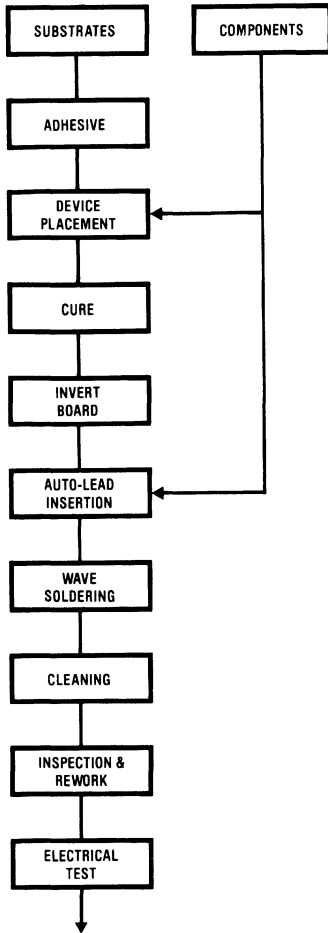 SUBSTRATES
COMPONENTS
ADHESIVE
DEVICE
PLACEMENT
CURE
INVERT
BOARD
AUTO-LEAD
INSERTION
WAVE
SOLDERING
CLEANING
INSPECTION &
REWORK
ELECTRICAL
TEST